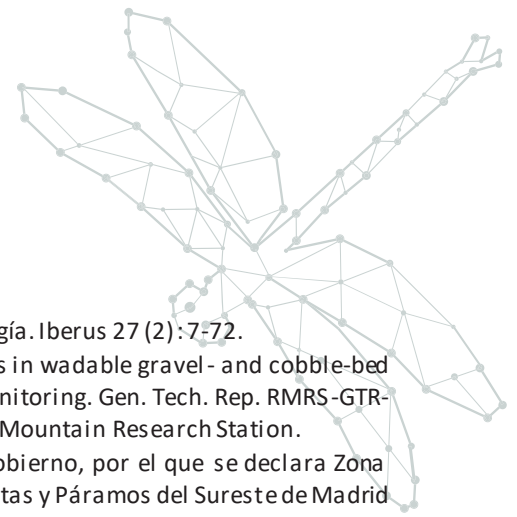 gía. Iberus 27 (2): 7-72.
s in wadable gravel- and cobble-bed
nitoring. Gen. Tech. Rep. RMRS-GTR-
Mountain Research Station.
obierno, por el que se declara Zona
tas y Páramos del Sureste de Madrid